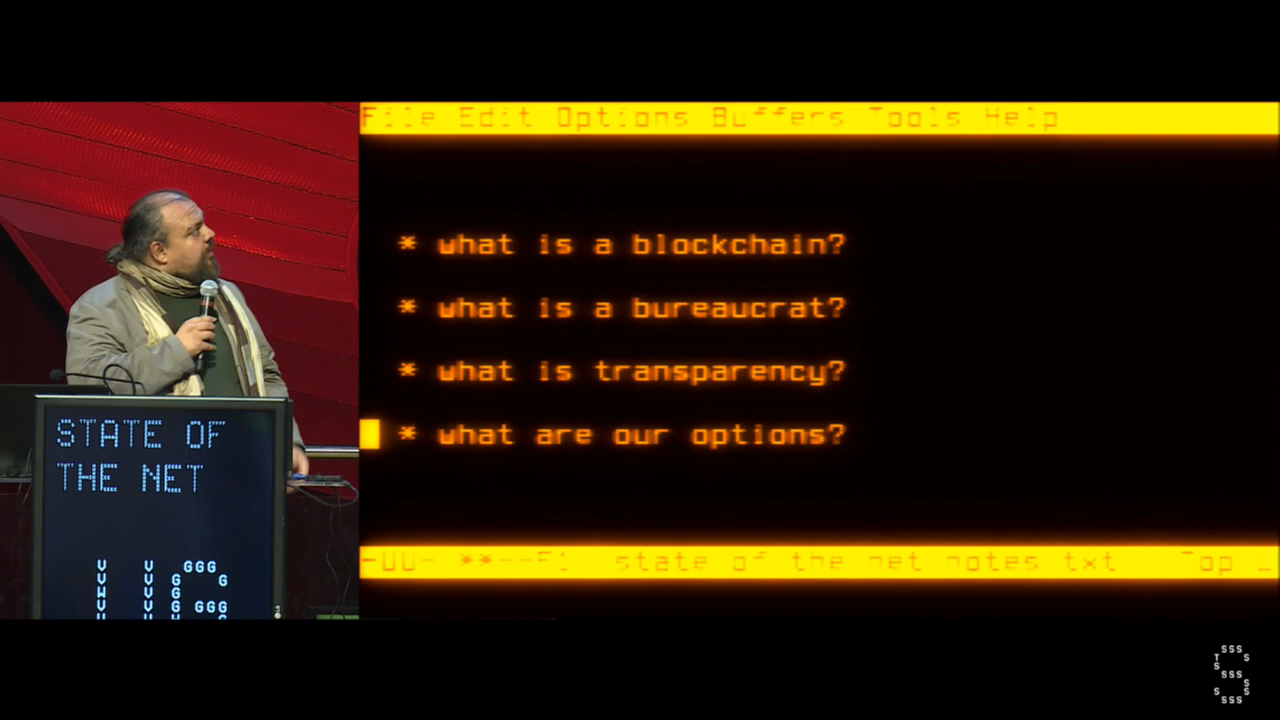 File Edit Options Buffers Tools Help
* what is a blockchain?
* what is a bureaucrat?
* what is transparency?
* what are our options?
-UU- **--F1 state of the net notes txt Top
STATE OF
THE NET